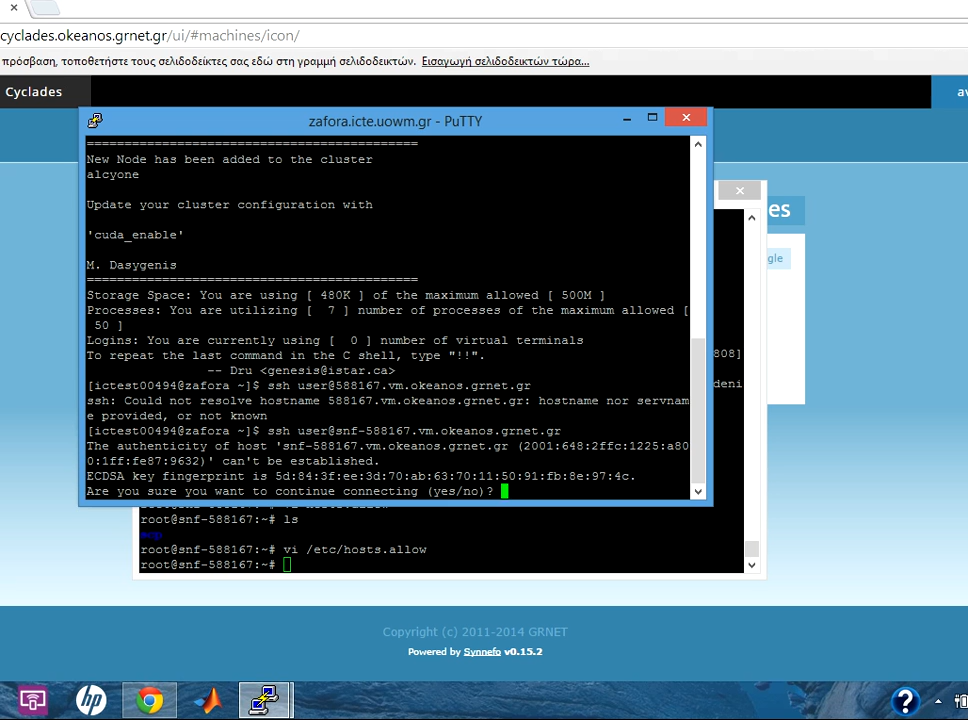 cyclades.okeanos.grnet.gr/ui/#machines/icon/
πρόσβαση, τοποθετήστε τους σελιδοδείκτες σας εδώ στη γραμμή σελιδοδεικτών. Εισαγωγή σελιδοδεικτών τώρα...
Cyclades
av
zafora.icte.uowm.gr - PuTTY
============================================
New Node has been added to the cluster
alcyone
Update your cluster configuration with
'cuda_enable'
M. Dasygenis
============================================
Storage Space: You are using [ 480K ] of the maximum allowed [ 500M ]
Processes: You are utilizing [ 7 ] number of processes of the maximum allowed [
50 ]
Logins: You are currently using [ 0 ] number of virtual terminals
To repeat the last command in the C shell, type "!!".
-- Dru <genesis@istar.ca>
[ictest00494@zafora ~]$ ssh user@588167.vm.okeanos.grnet.gr
ssh: Could not resolve hostname 588167.vm.okeanos.grnet.gr: hostname nor servnam
e provided, or not known
[ictest00494@zafora ~]$ ssh user@snf-588167.vm.okeanos.grnet.gr
The authenticity of host 'snf-588167.vm.okeanos.grnet.gr (2001:648:2ffc:1225:a80
0:1ff:fe87:9632)' can't be established.
ECDSA key fingerprint is 5d:84:3f:ee:3d:70:ab:63:70:11:50:91:fb:8e:97:4c.
Are you sure you want to continue connecting (yes/no)?
es
gle
808]
deni
root@snf-588167:~# ls
root@snf-588167:~# vi /etc/hosts.allow
root@snf-588167:~#
Copyright (c) 2011-2014 GRNET
Powered by Synnefo v0.15.2
hp